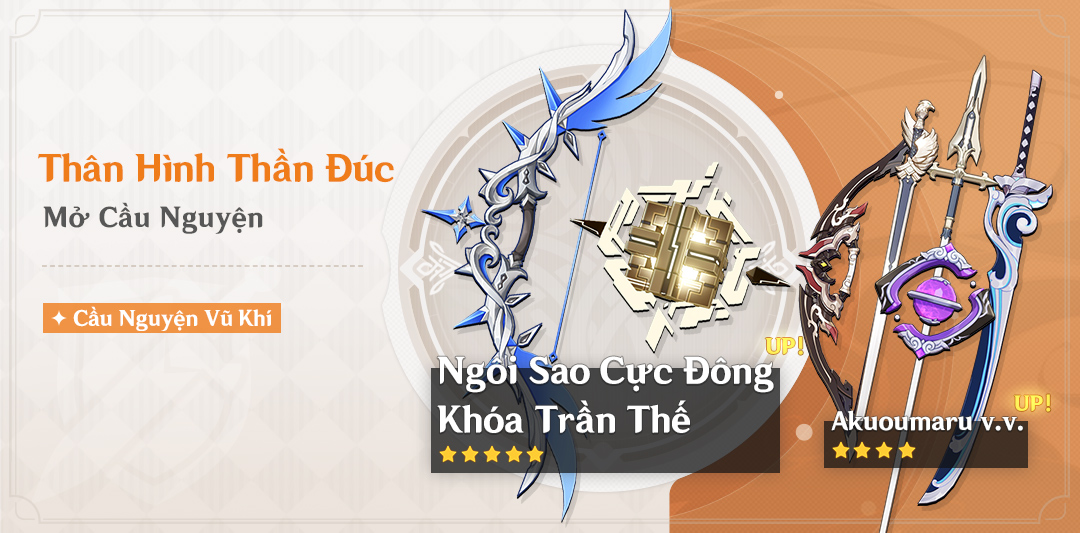 Thân Hình Thần Đúc
Mở Cầu Nguyện
✦ Cầu Nguyện Vũ Khí
UP!
Ngôi Sao Cực Đông
Khóa Trần Thế
UP!
Akuoumaru v.v.